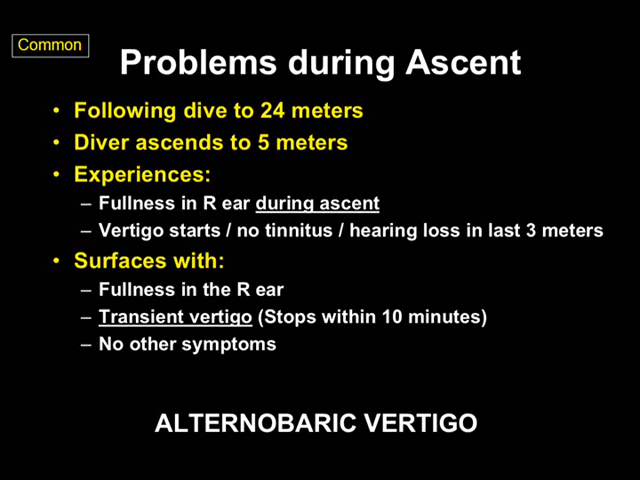 Common
Problems during Ascent
• Following dive to 24 meters
• Diver ascends to 5 meters
• Experiences:
– Fullness in R ear during ascent
– Vertigo starts / no tinnitus / hearing loss in last 3 meters
• Surfaces with:
– Fullness in the R ear
– Transient vertigo (Stops within 10 minutes)
– No other symptoms
ALTERNOBARIC VERTIGO